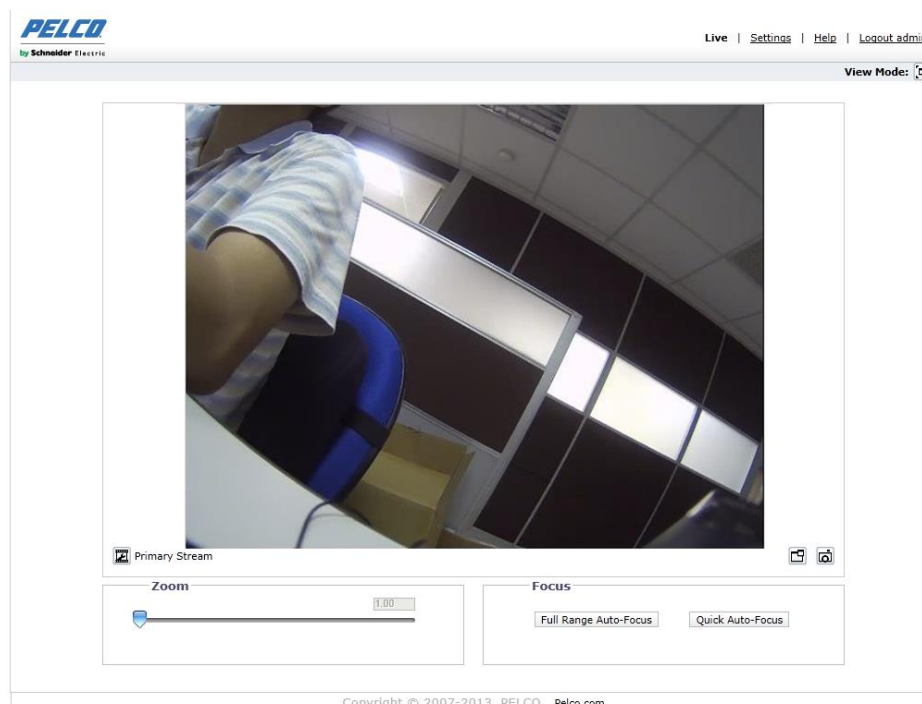 PELCO
by Schneider Electric
Live | Settings | Help | Logout admi
View Mode:
Primary Stream
Zoom
1.00
Focus
Full Range Auto-Focus
Quick Auto-Focus
Copyright © 2007-2013, PELCO Pelco.com